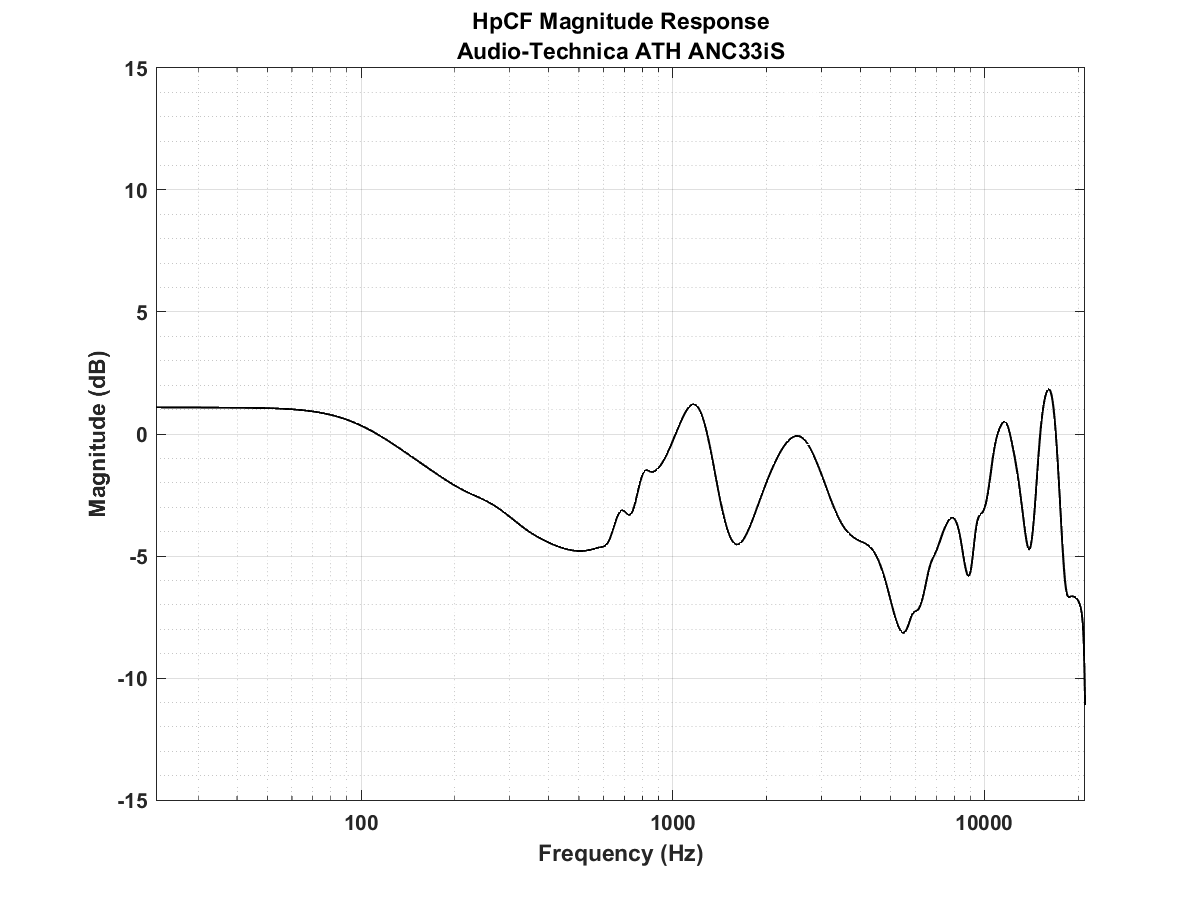 HpCF Magnitude Response
Audio-Technica ATH ANC33iS
15
10
5
0
-5
-10
-15
Magnitude (dB)
100
1000
10000
Frequency (Hz)